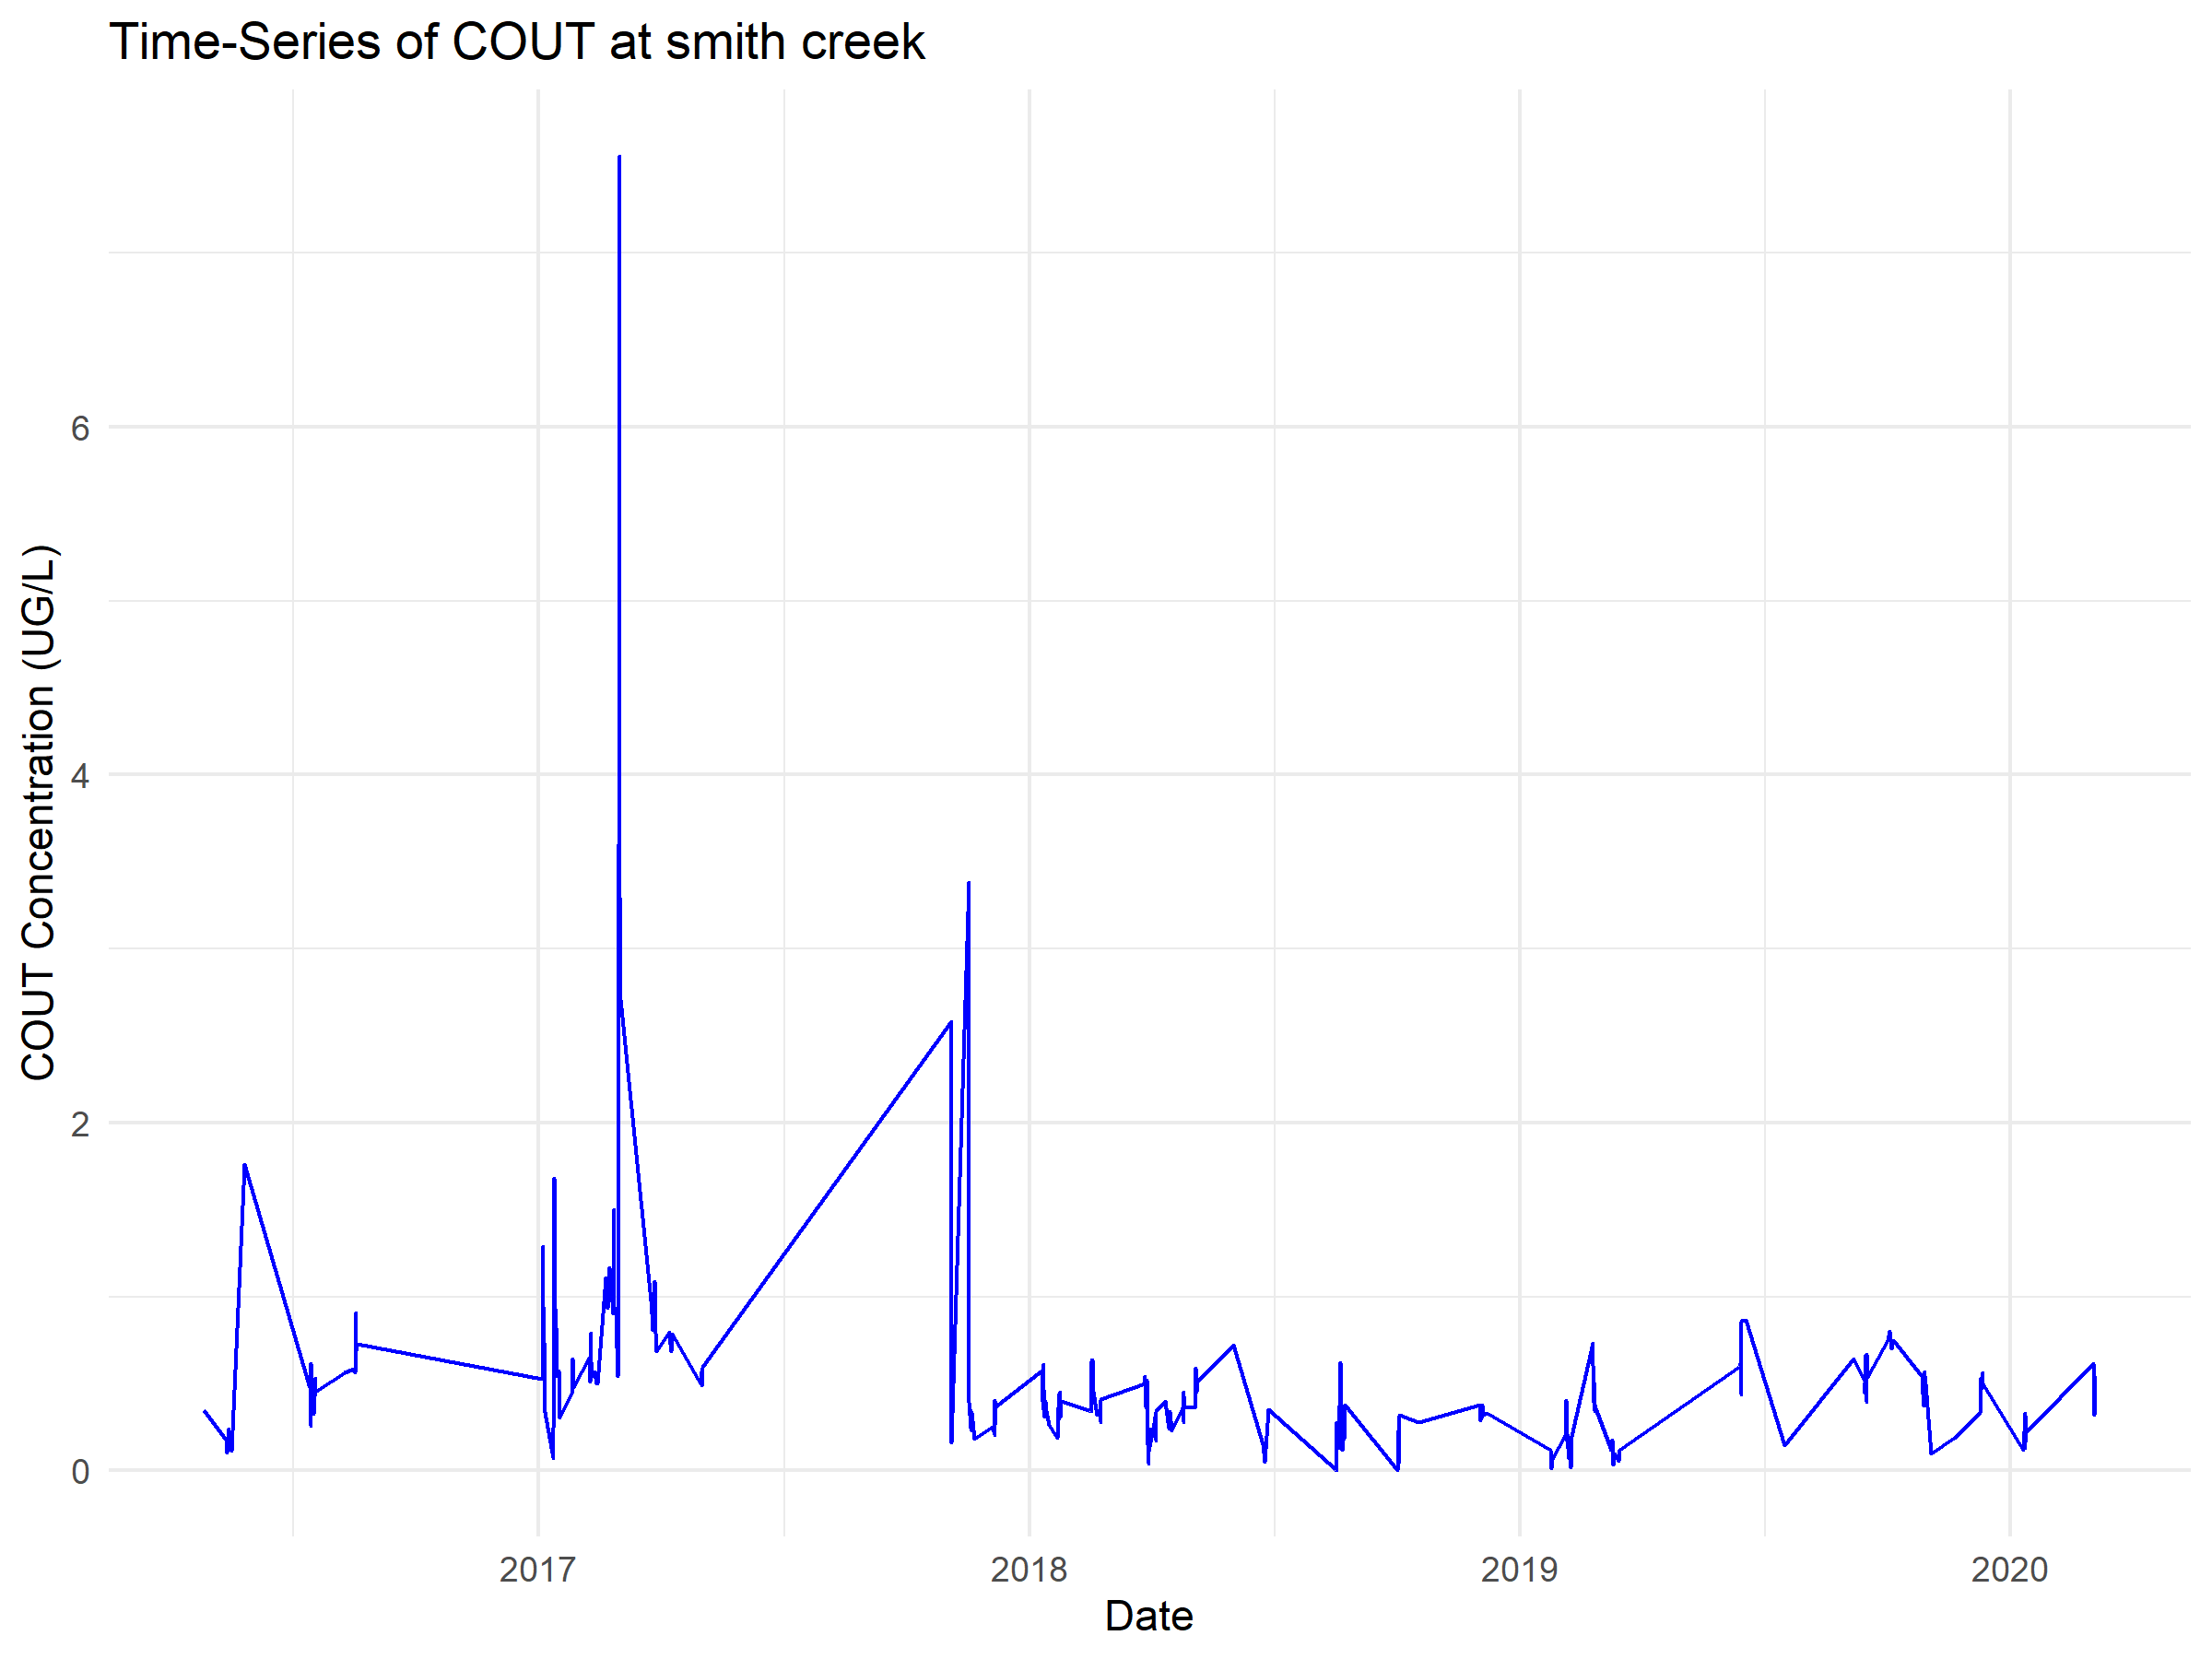 Time-Series of COUT at smith creek
COUT Concentration (UG/L)
6
4
2
0
2017 2018 2019 2020
Date